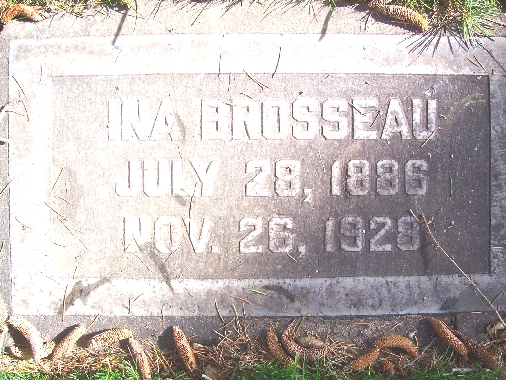 INA BROSSEAU
JULY 28, 1886
NOV. 26, 1928